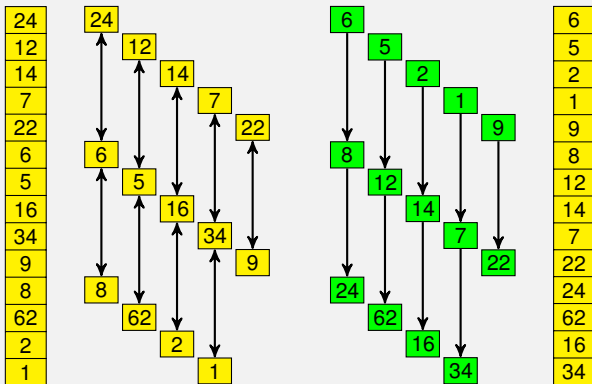 24 24 6 6
12 12 5 5
14 14 2 2
7 7 1 1
22 22 9 9
6 6 8 8
5 5 12 12
16 16 14 14
34 34 7 7
9 9 22 22
8 8 24 24
62 62 62 62
2 2 16 16
1 1 34 34